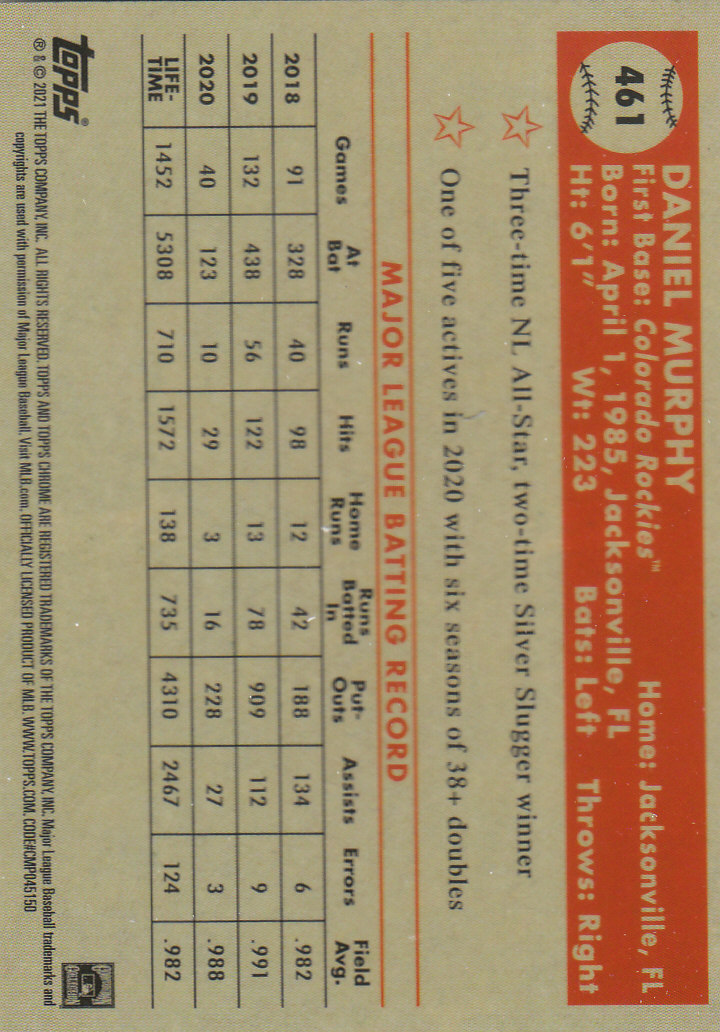 461
DANIEL MURPHY
First Base: Colorado Rockies™ Home: Jacksonville, FL
Born: April 1, 1985, Jacksonville, FL
Ht: 6'1" Wt: 223 Bats: Left Throws: Right
Three-time NL All-Star, two-time Silver Slugger winner
One of five actives in 2020 with six seasons of 38+ doubles
MAJOR LEAGUE BATTING RECORD
Games At Bat Runs Hits Home Runs Runs Batted In Put-Outs Assists Errors Field Avg.
2018 91 328 40 98 12 42 188 134 6 .982
2019 132 438 56 122 13 78 909 112 9 .991
2020 40 123 10 29 3 16 228 27 3 .988
LIFE-TIME 1452 5308 710 1572 138 735 4310 2467 124 .982
topps®
® & © 2021 THE TOPPS COMPANY, INC. ALL RIGHTS RESERVED. TOPPS AND TOPPS CHROME ARE REGISTERED TRADEMARKS OF THE TOPPS COMPANY, INC. Major League Baseball trademarks and
copyrights are used with permission of Major League Baseball. Visit MLB.com. OFFICIALLY LICENSED PRODUCT OF MLB. WWW.TOPPS.COM. CODE#CMP045150